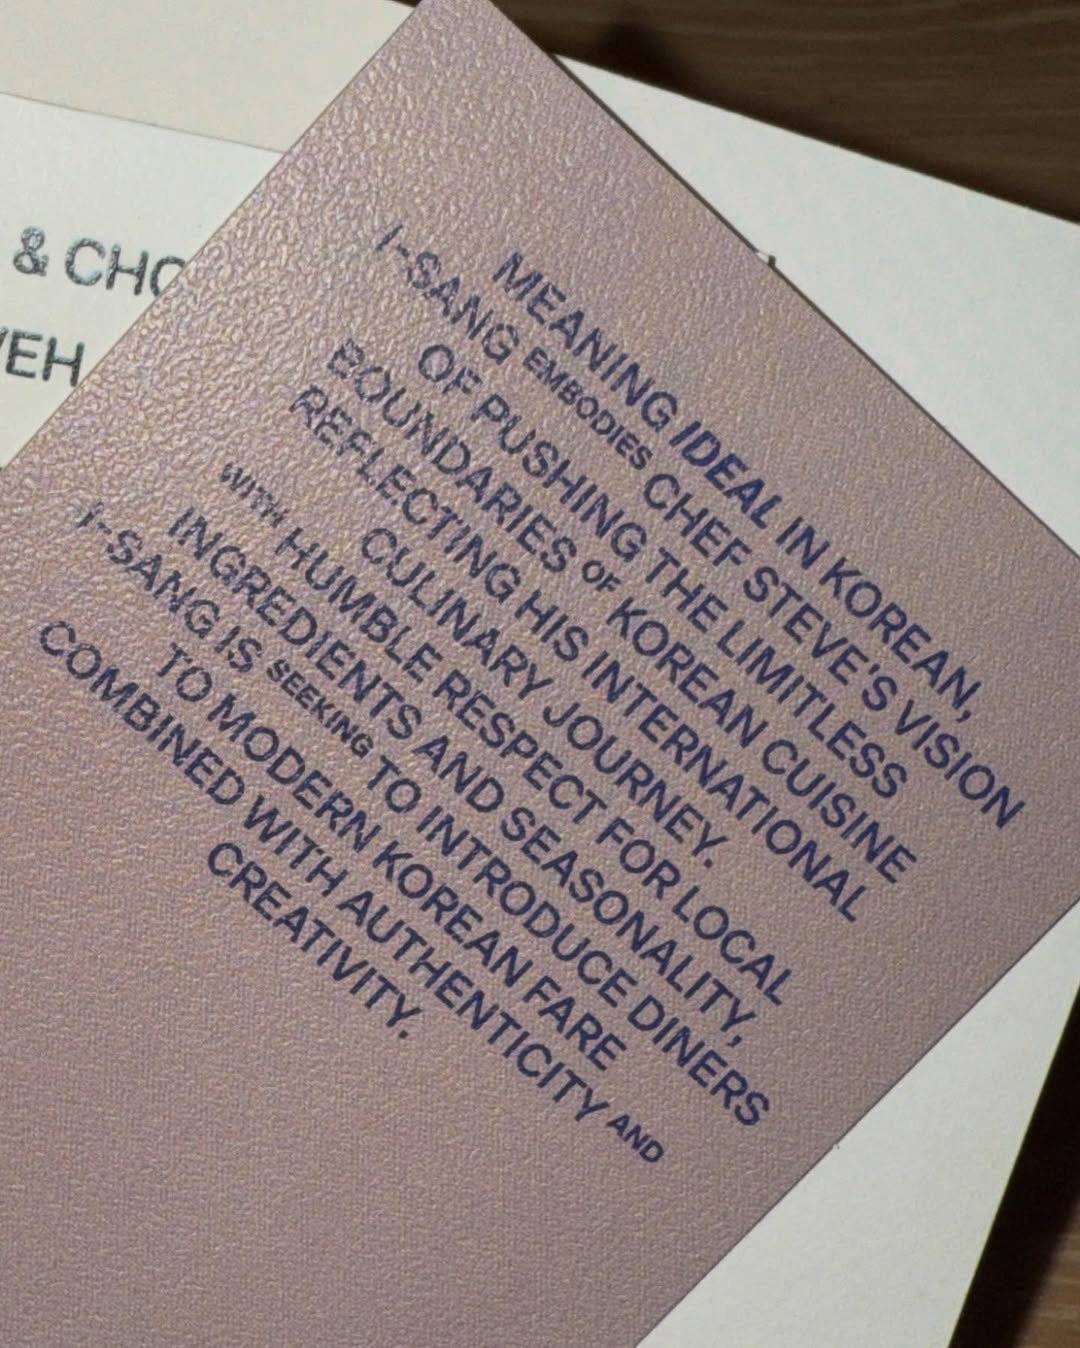 & CHO
MEANING IDEAL IN KOREAN,
I-SANG EMBODIES CHEF STEVE'S VISION
OF PUSHING THE LIMITLESS
BOUNDARIES OF KOREAN CUISINE
REFLECTING HIS INTERNATIONAL
CULINARY JOURNEY.
WITH HUMBLE RESPECT FOR LOCAL
INGREDIENTS AND SEASONALITY,
I-SANG IS SEEKING TO INTRODUCE DINERS
TO MODERN KOREAN FARE
COMBINED WITH AUTHENTICITY AND
CREATIVITY.